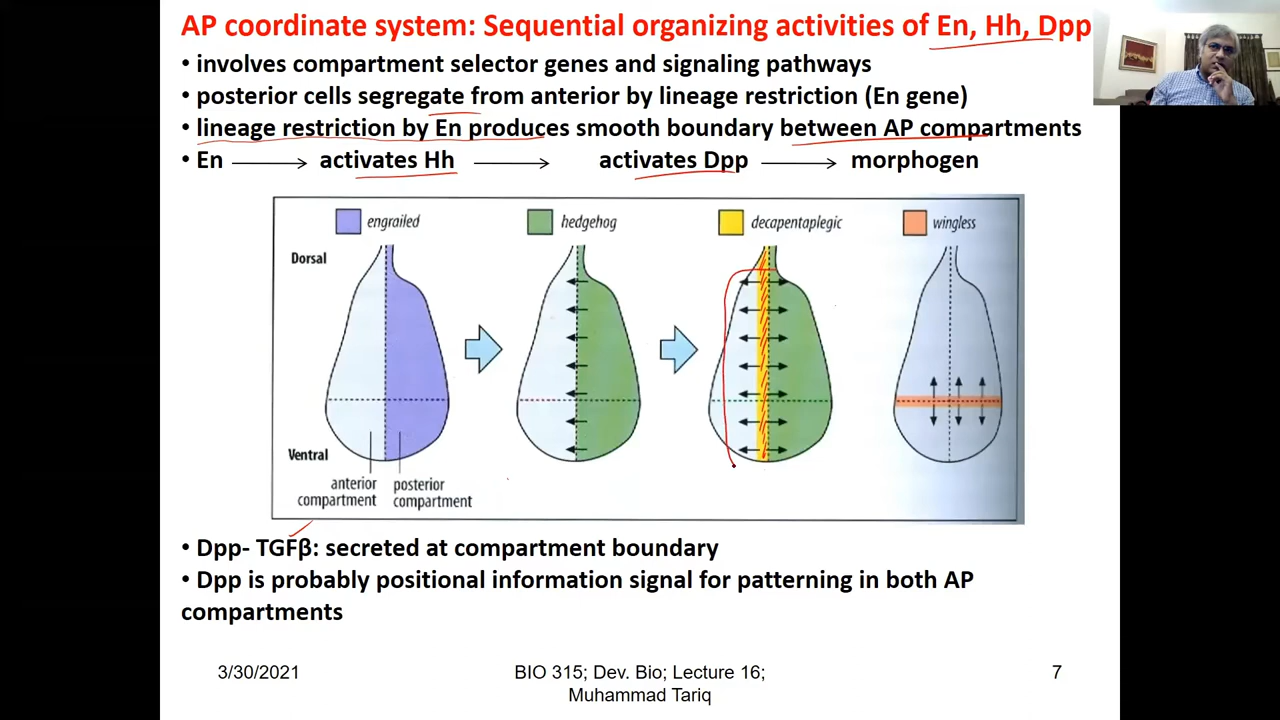 AP coordinate system: Sequential organizing activities of En, Hh, Dpp
• involves compartment selector genes and signaling pathways
• posterior cells segregate from anterior by lineage restriction (En gene)
• lineage restriction by En produces smooth boundary between AP compartments
• En → activates Hh → activates Dpp → morphogen
engrailed hedgehog decapentaplegic wingless
Dorsal
Ventral
anterior compartment
posterior compartment
• Dpp- TGFβ: secreted at compartment boundary
• Dpp is probably positional information signal for patterning in both AP
compartments
3/30/2021
BIO 315; Dev. Bio; Lecture 16;
Muhammad Tariq
7